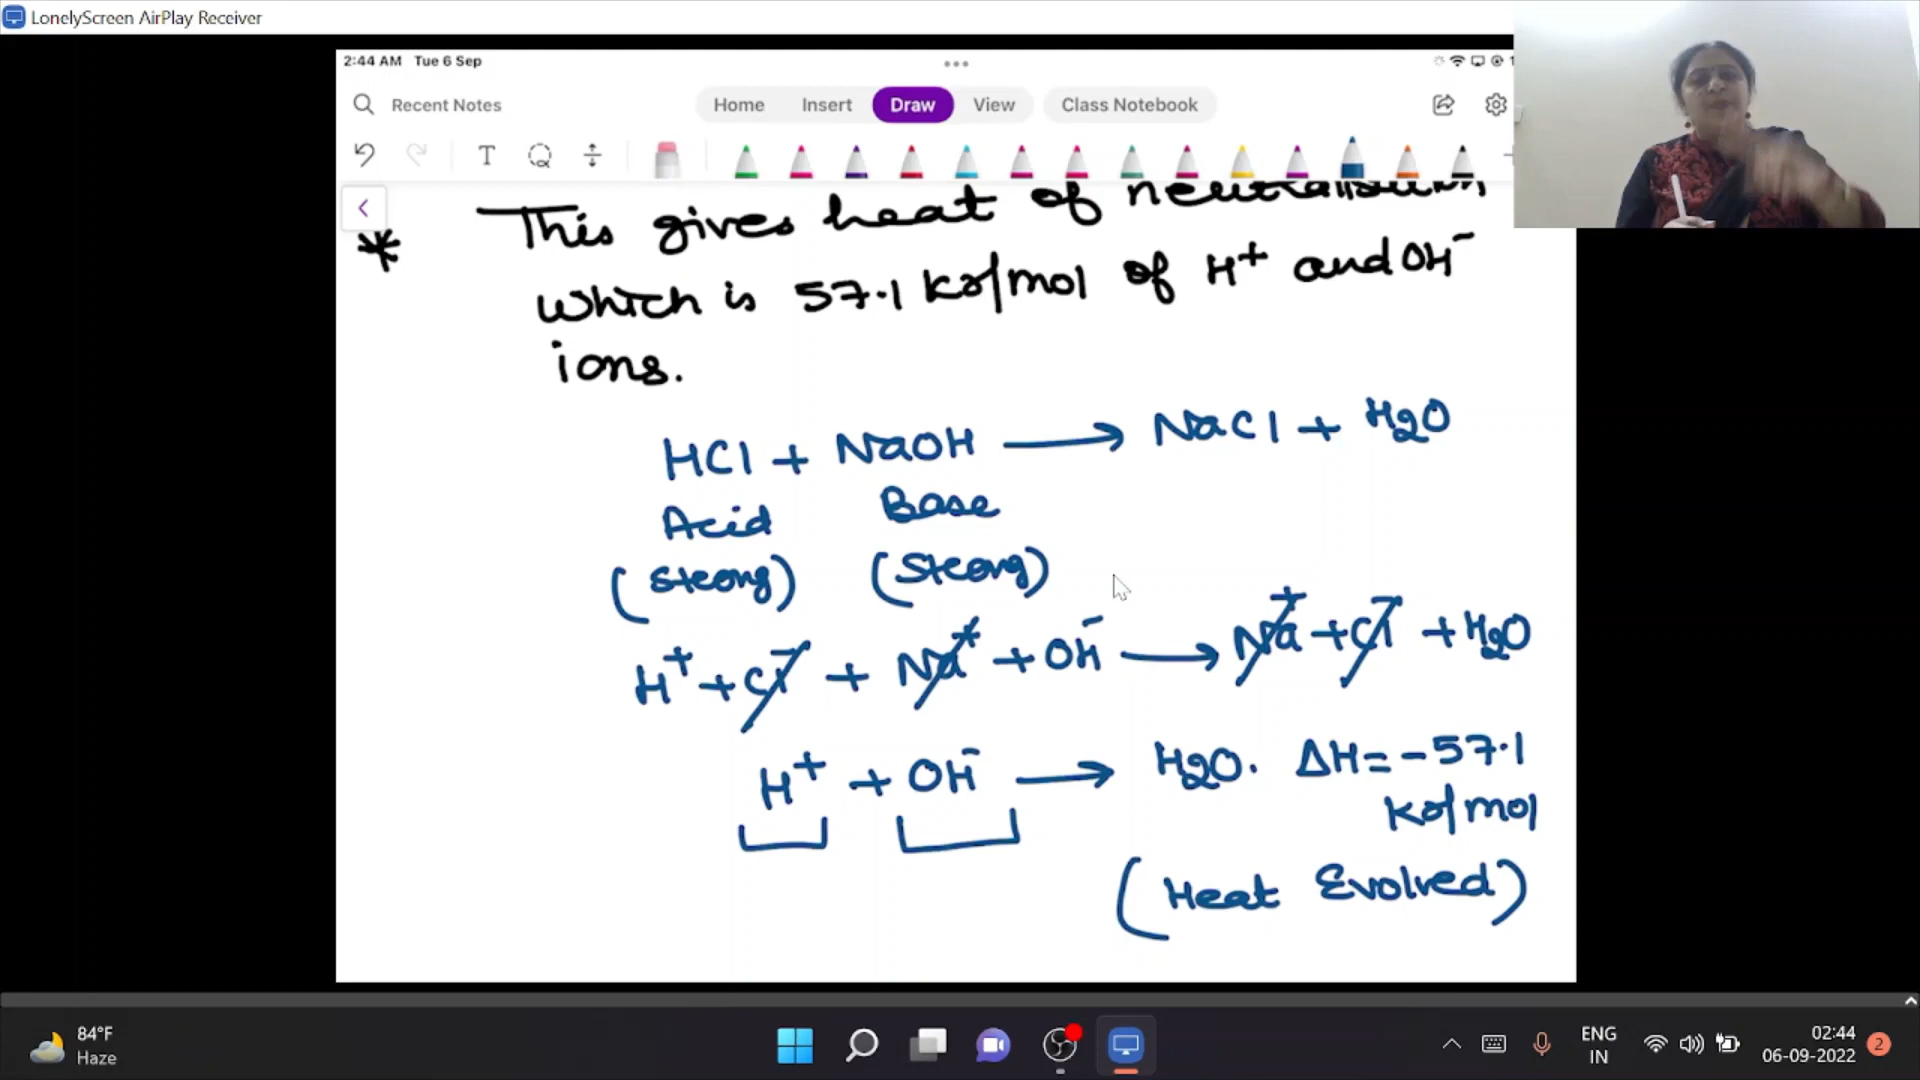 LonelyScreen AirPlay Receiver
2:44 AM Tue 6 Sep
Recent Notes
Home Insert Draw View Class Notebook
T
This gives heat of neutralisation
* which is 57.1 KJ/mol of H+ and OH-
ions.
HCl + NaOH → NaCl + H2O
Acid Base
(Strong) (Strong)
H+ + Cl- + Na+ + OH- → Na+ + Cl- + H2O
H+ + OH- → H2O. ΔH = -57.1
KJ/mol
(Heat Evolved)
84°F
Haze
ENG
IN
02:44
06-09-2022
2